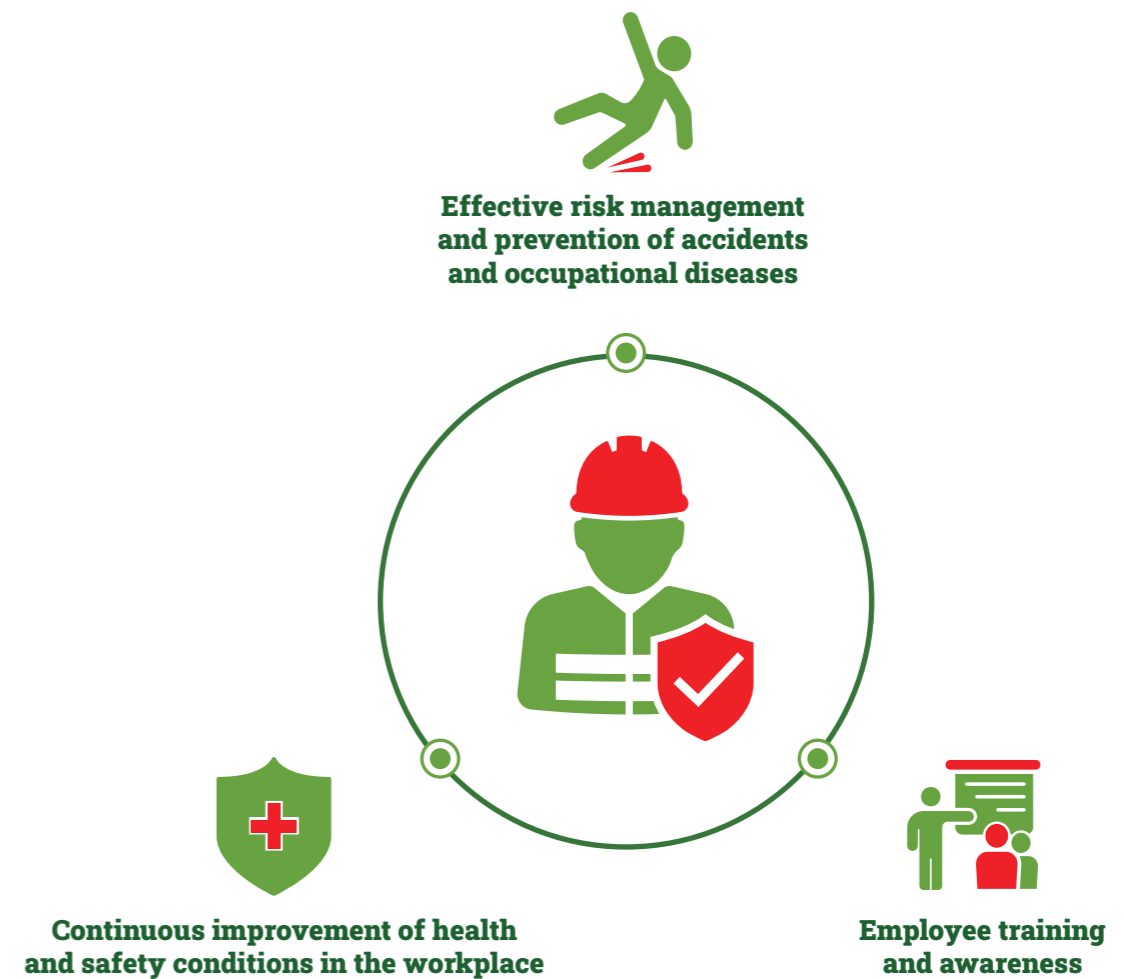 Effective risk management
and prevention of accidents
and occupational diseases
Continuous improvement of health
and safety conditions in the workplace
Employee training
and awareness